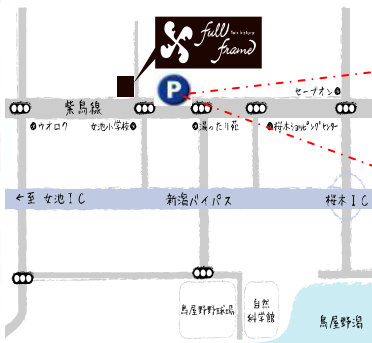 full
hair factory
frame
P
セーブオン
紫鳥線
ウオロク
女池小学校
湯ったり苑
桜木ショッピングセンター
←至 女池IC
新潟バイパス
桜木IC
鳥屋野野球場
自然
科学館
鳥屋野潟